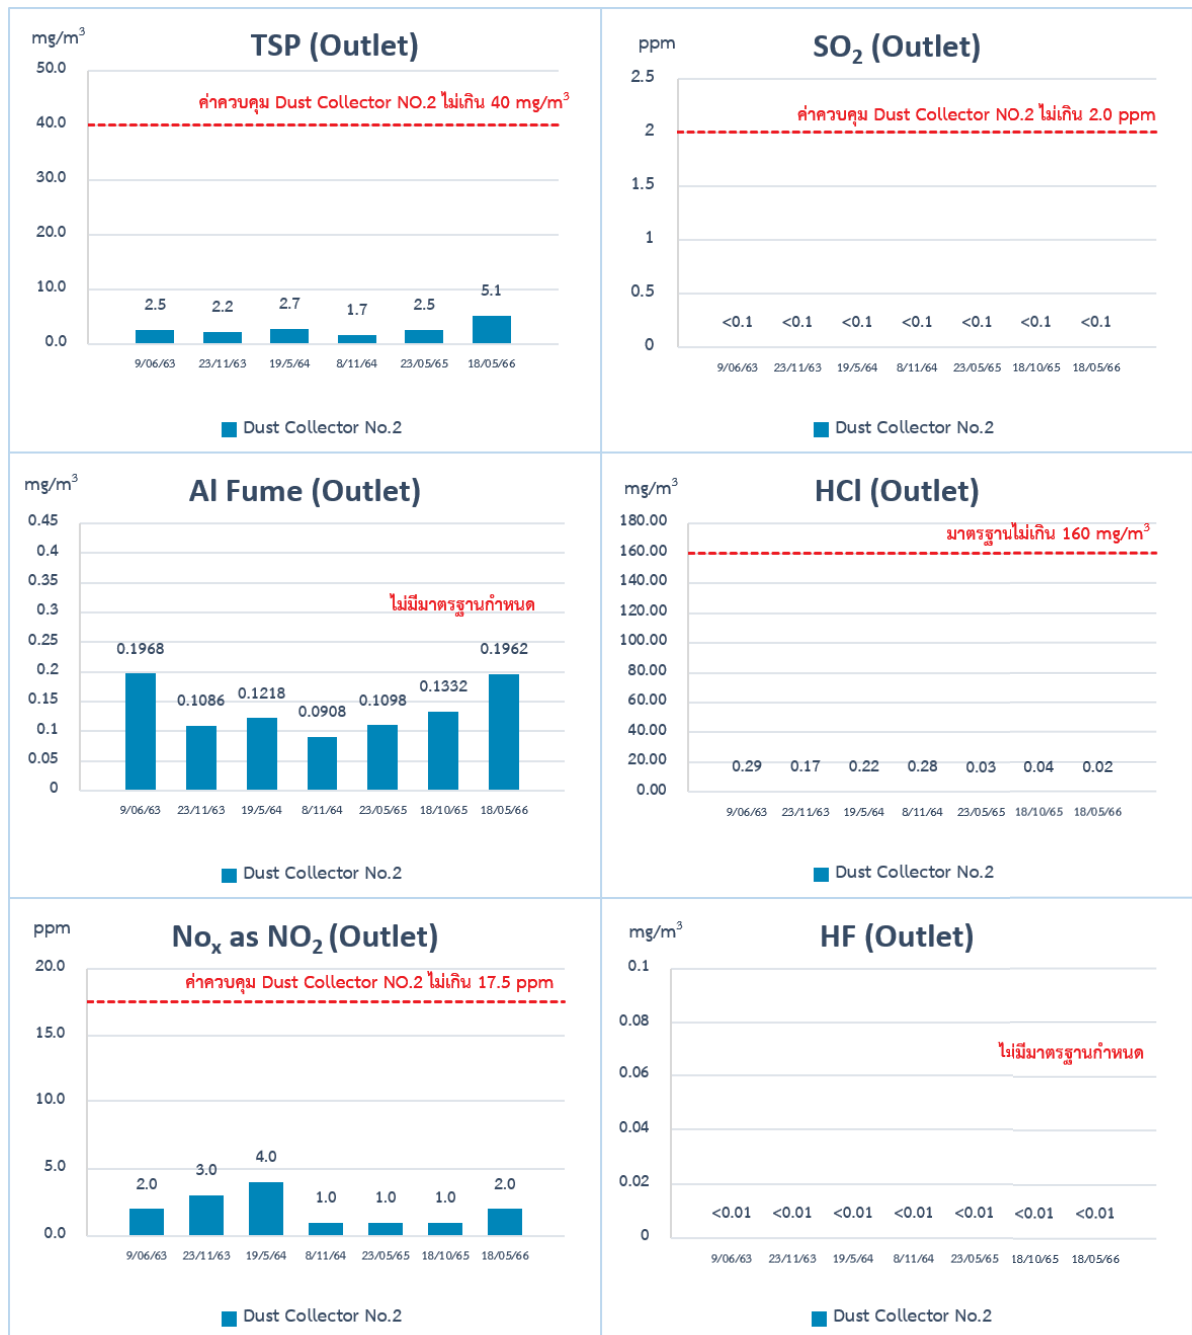 mg/m³
TSP (Outlet)
50.0
ค่าควบคุม Dust Collector NO.2 ไม่เกิน 40 mg/m³
40.0
30.0
20.0
10.0
0.0
2.5 2.2 2.7 1.7 2.5 5.1
9/06/63 23/11/63 19/5/64 8/11/64 23/05/65 18/05/66
Dust Collector No.2
ppm
SO₂ (Outlet)
2.5
ค่าควบคุม Dust Collector NO.2 ไม่เกิน 2.0 ppm
2
1.5
1
0.5
0
<0.1 <0.1 <0.1 <0.1 <0.1 <0.1 <0.1
9/06/63 23/11/63 19/5/64 8/11/64 23/05/65 18/10/65 18/05/66
Dust Collector No.2
mg/m³
Al Fume (Outlet)
0.45
0.4
0.35
0.3
ไม่มีมาตรฐานกำหนด
0.25
0.2
0.15
0.1
0.05
0
0.1968 0.1086 0.1218 0.0908 0.1098 0.1332 0.1962
9/06/63 23/11/63 19/5/64 8/11/64 23/05/65 18/10/65 18/05/66
Dust Collector No.2
mg/m³
HCl (Outlet)
180.00
มาตรฐานไม่เกิน 160 mg/m³
160.00
140.00
120.00
100.00
80.00
60.00
40.00
20.00
0.00
0.29 0.17 0.22 0.28 0.03 0.04 0.02
9/06/63 23/11/63 19/5/64 8/11/64 23/05/65 18/10/65 18/05/66
Dust Collector No.2
ppm
Noₓ as NO₂ (Outlet)
20.0
ค่าควบคุม Dust Collector NO.2 ไม่เกิน 17.5 ppm
15.0
10.0
5.0
0.0
2.0 3.0 4.0 1.0 1.0 1.0 2.0
9/06/63 23/11/63 19/5/64 8/11/64 23/05/65 18/10/65 18/05/66
Dust Collector No.2
mg/m³
HF (Outlet)
0.1
0.08
ไม่มีมาตรฐานกำหนด
0.06
0.04
0.02
0
<0.01 <0.01 <0.01 <0.01 <0.01 <0.01 <0.01
9/06/63 23/11/63 19/5/64 8/11/64 23/05/65 18/10/65 18/05/66
Dust Collector No.2